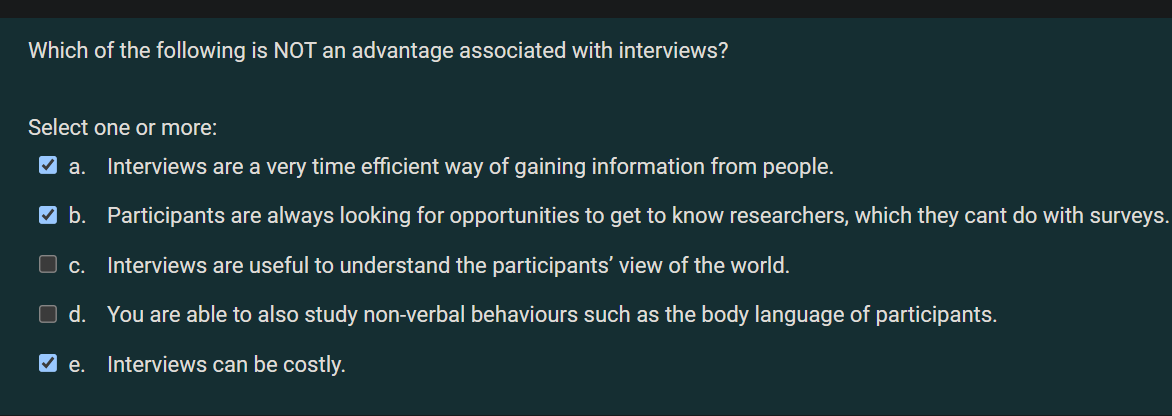 Which of the following is NOT an advantage associated with interviews?
Select one or more:
a. Interviews are a very time efficient way of gaining information from people.
b. Participants are always looking for opportunities to get to know researchers, which they cant do with surveys.
c. Interviews are useful to understand the participants’ view of the world.
d. You are able to also study non-verbal behaviours such as the body language of participants.
e. Interviews can be costly.